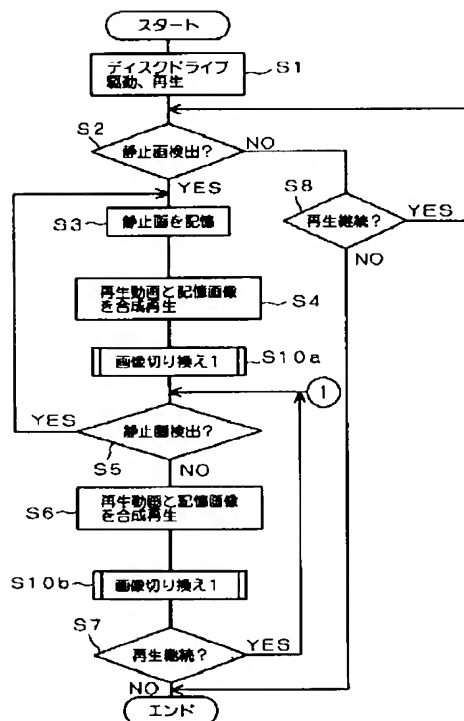 スタート
ディスクドライブ
駆動、再生
S1
S2
静止画検出?
NO
YES
S8
再生継続?
YES
NO
S3
静止画を記憶
再生動画と記憶画像
を合成再生
S4
画像切り換え1
S10a
1
YES
静止画検出?
S5
NO
S6
再生動画と記憶画像
を合成再生
S10b
画像切り換え1
S7
再生継続?
YES
NO
エンド